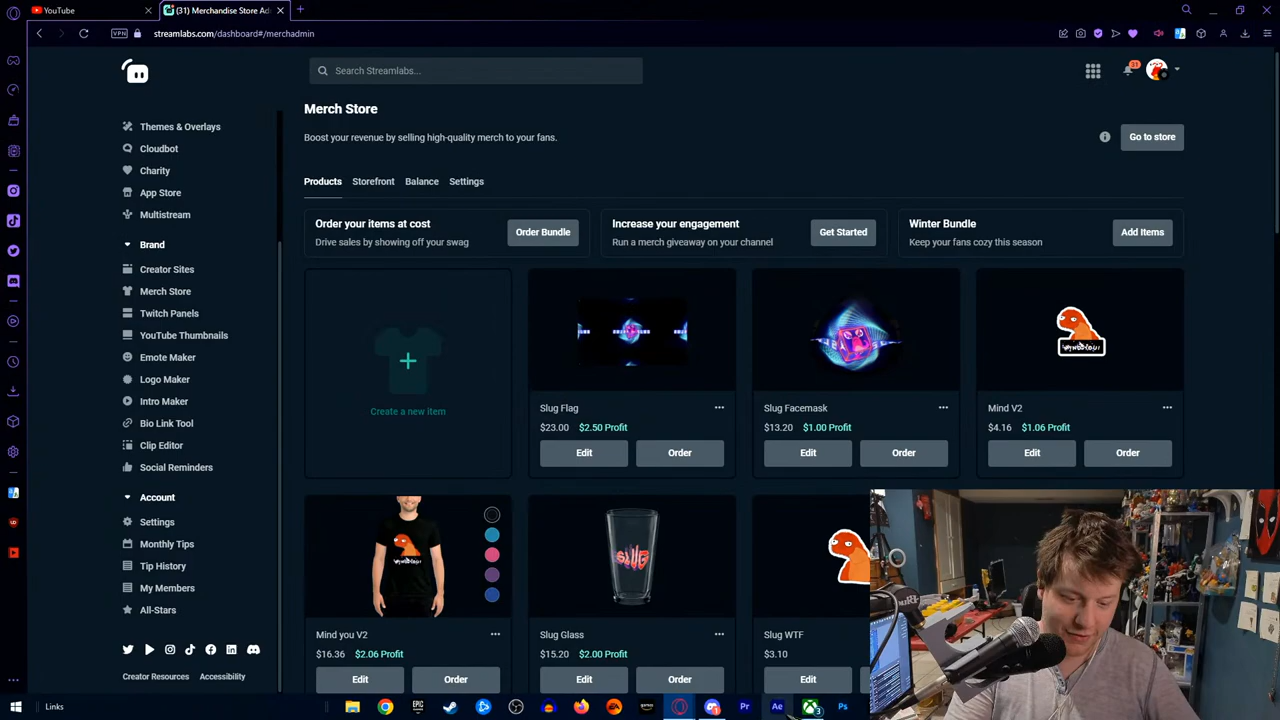 YouTube
(31) Merchandise Store Ad
VPN
streamlabs.com/dashboard#/merchadmin
Search Streamlabs...
31
Themes & Overlays
Cloudbot
Charity
App Store
Multistream
Brand
Creator Sites
Merch Store
Twitch Panels
YouTube Thumbnails
Emote Maker
Logo Maker
Intro Maker
Bio Link Tool
Clip Editor
Social Reminders
Account
Settings
Monthly Tips
Tip History
My Members
All-Stars
Creator Resources
Accessibility
Merch Store
Boost your revenue by selling high-quality merch to your fans.
Go to store
Products
Storefront
Balance
Settings
Order your items at cost
Drive sales by showing off your swag
Order Bundle
Increase your engagement
Run a merch giveaway on your channel
Get Started
Winter Bundle
Keep your fans cozy this season
Add Items
Create a new item
Slug Flag
$23.00 $2.50 Profit
Edit
Order
Slug Facemask
$13.20 $1.00 Profit
Edit
Order
Mind V2
$4.16 $1.06 Profit
Edit
Order
Mind you V2
$16.36 $2.06 Profit
Edit
Order
SLUG
Slug Glass
$15.20 $2.00 Profit
Edit
Order
Slug WTF
$3.10
Edit
Links
EPIC
Pr
Ae
Ps